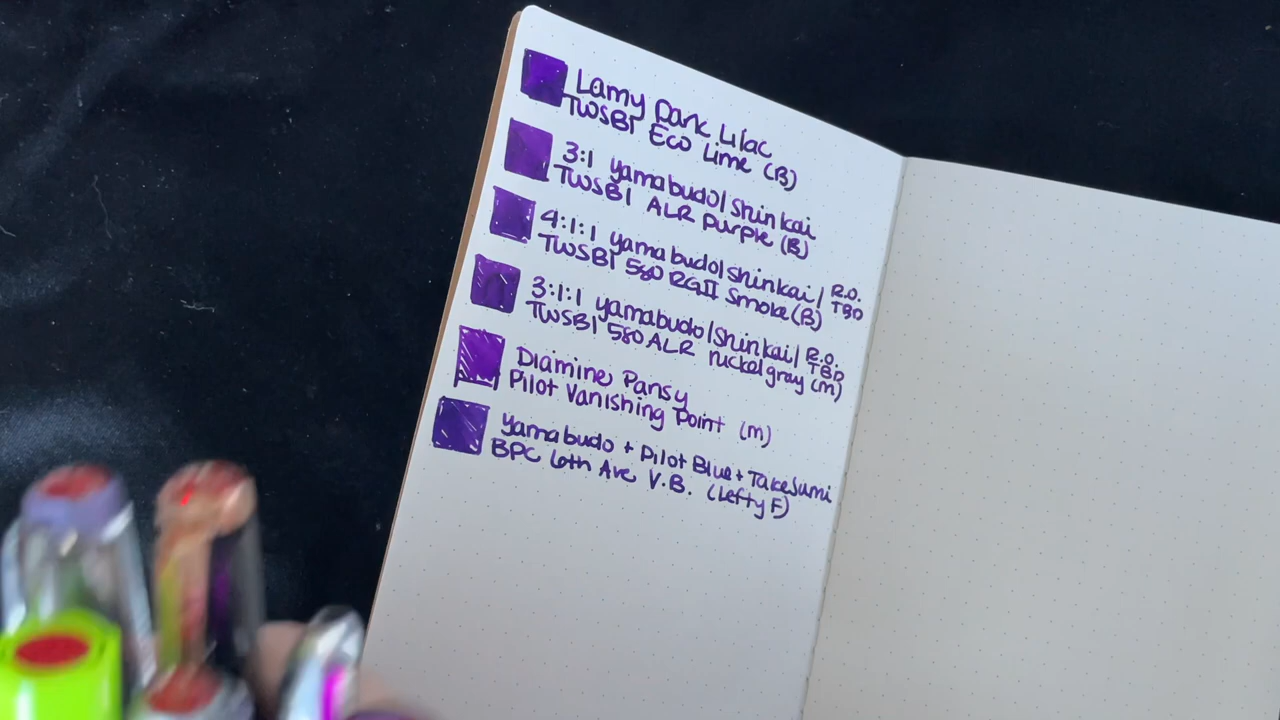 Lamy Dark Lilac
TWSBI Eco Lime (B)
3:1 yamabudo/shinkai
TWSBI ALR purple (B)
4:1:1 yamabudo/shinkai/ R.O. TBD
TWSBI 580 RGII Smoke (B)
3:1:1 yamabudo/shinkai/ R.O. TBD
TWSBI 580 ALR nickel gray (m)
Diamine Pansy
Pilot Vanishing Point (m)
yamabudo + Pilot Blue + Takesumi
BPC 6th Ave V.B. (Lefty F)